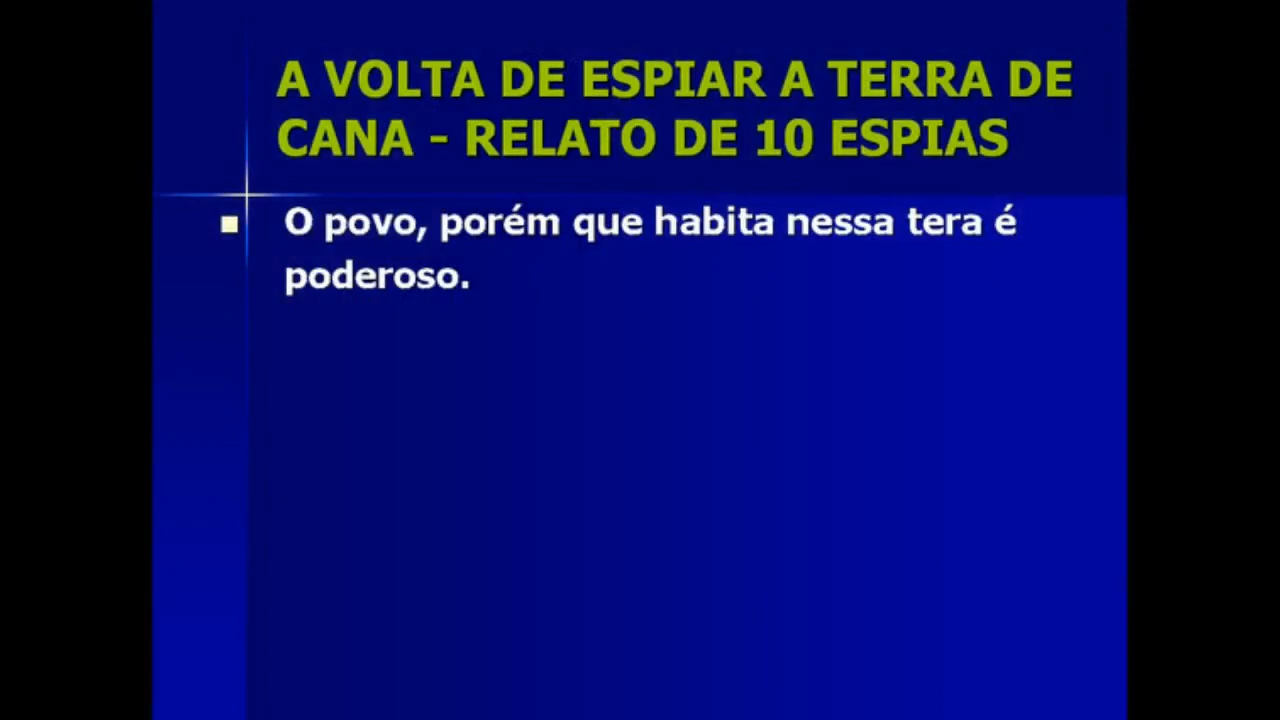 A VOLTA DE ESPIAR A TERRA DE
CANA - RELATO DE 10 ESPIAS
O povo, porém que habita nessa tera é
poderoso.